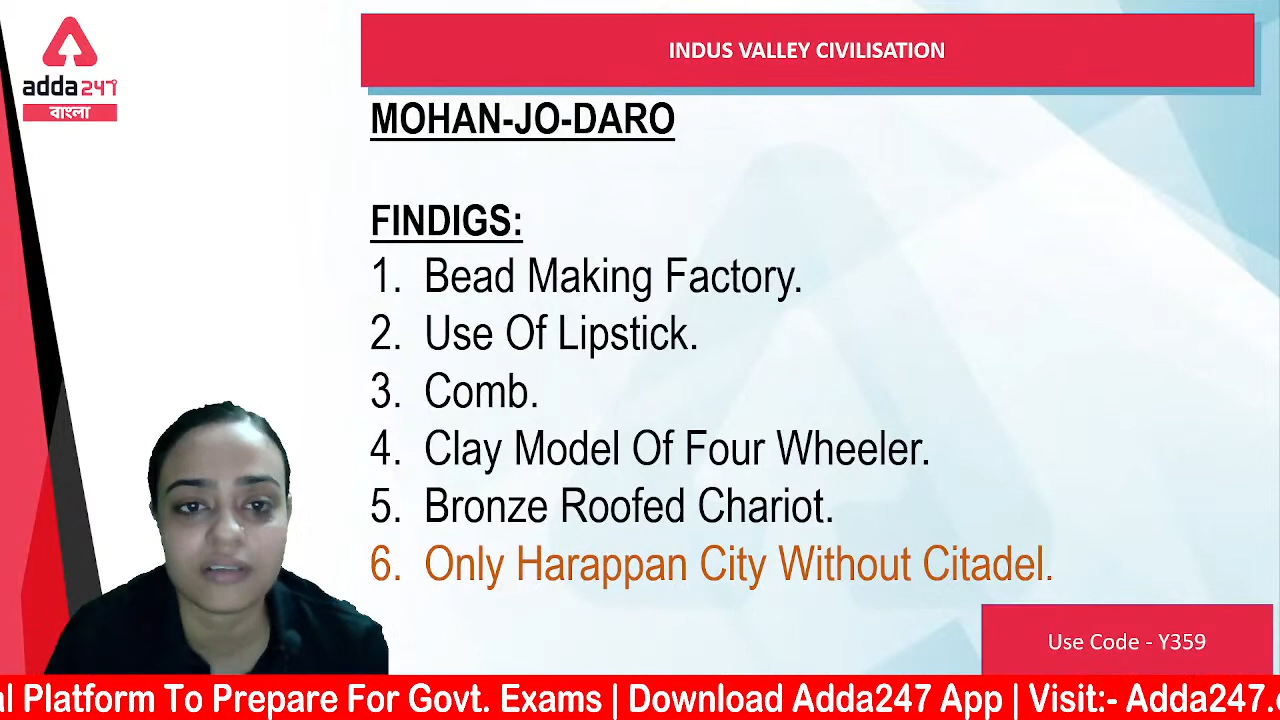 adda247
বাংলা
INDUS VALLEY CIVILISATION
MOHAN-JO-DARO
FINDIGS:
1. Bead Making Factory.
2. Use Of Lipstick.
3. Comb.
4. Clay Model Of Four Wheeler.
5. Bronze Roofed Chariot.
6. Only Harappan City Without Citadel.
Use Code - Y359
Platform To Prepare For Govt. Exams | Download Adda247 App | Visit:- Adda247.